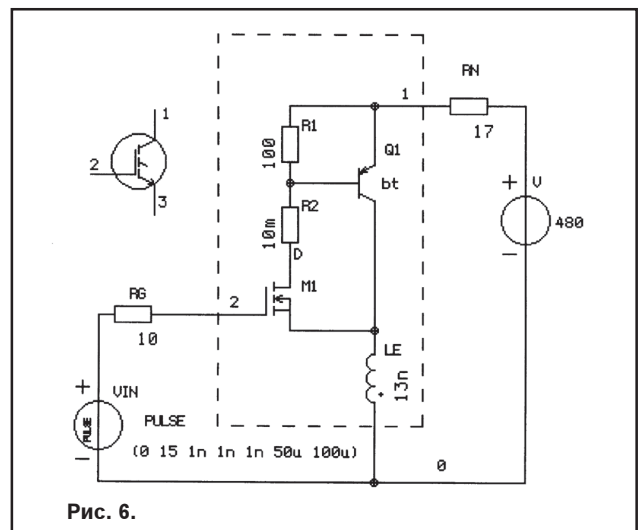 RN
1
17
R1
100
Q1
bt
1
2
3
R2
10m
D
V
+
480
-
M1
RG
2
10
LE
13n
+
VIN
PULSE
-
PULSE
(0 15 1n 1n 1n 50u 100u)
0
Рис. 6.